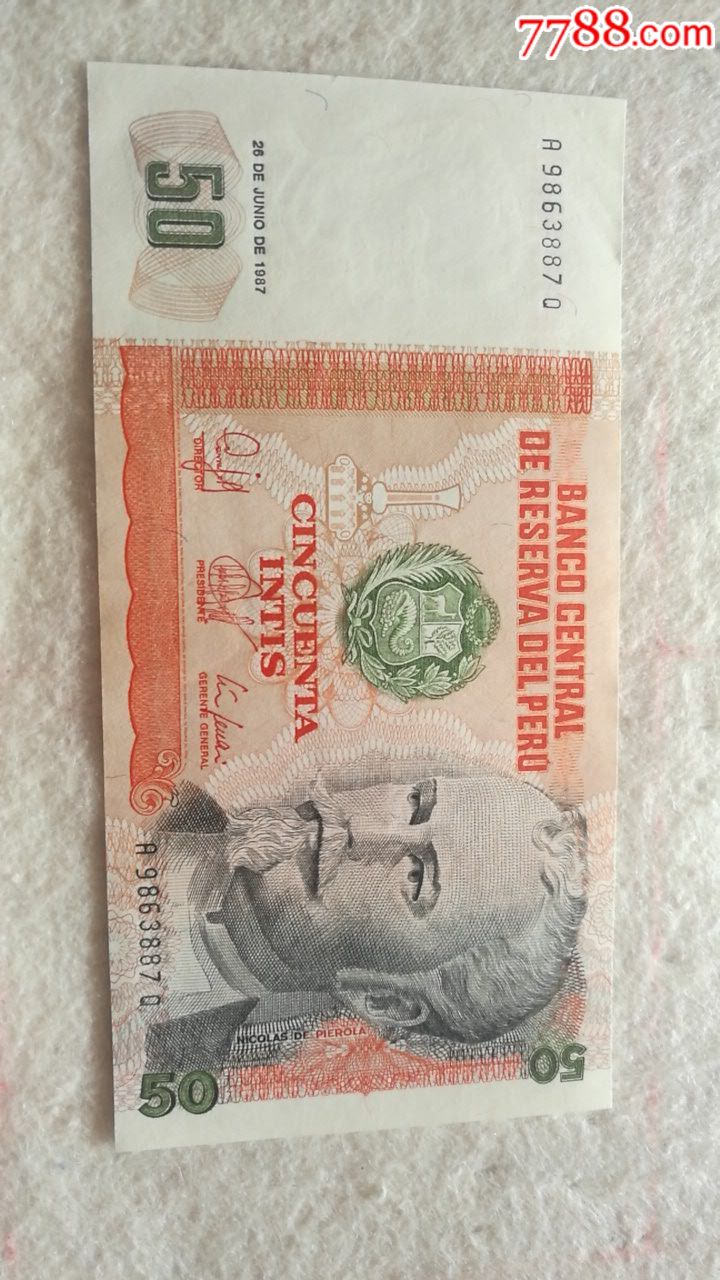 7788.com
A 9863887 Q
BANCO CENTRAL
DE RESERVA DEL PERÚ
26 DE JUNIO DE 1987
50
CINCUENTA
INTIS
DIRECTOR
PRESIDENTE
GERENTE GENERAL
A 9863887 Q
NICOLAS DE PIEROLA
50
50